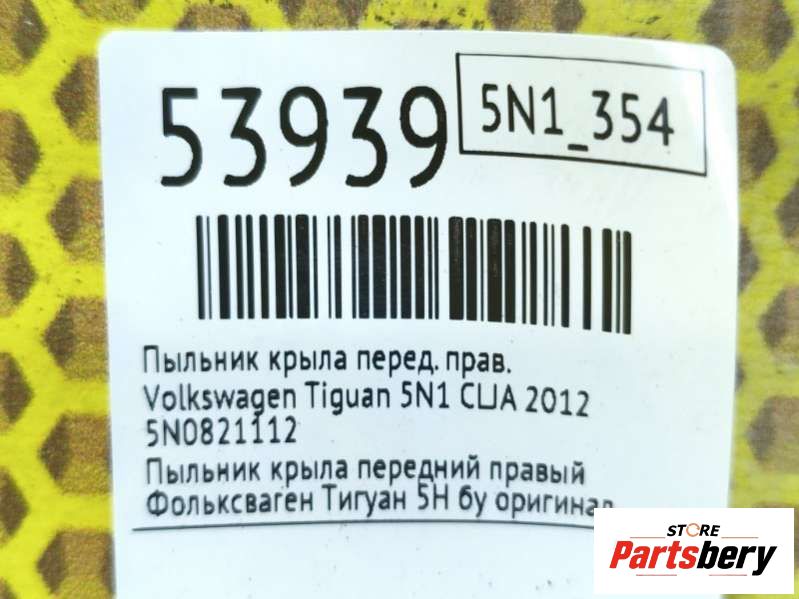 53939
5N1_354
Пыльник крыла перед. прав.
Volkswagen Tiguan 5N1 CLJA 2012
5N0821112
Пыльник крыла передний правый
Фольксваген Тигуан 5Н бу оригинал
STORE
Partsbery